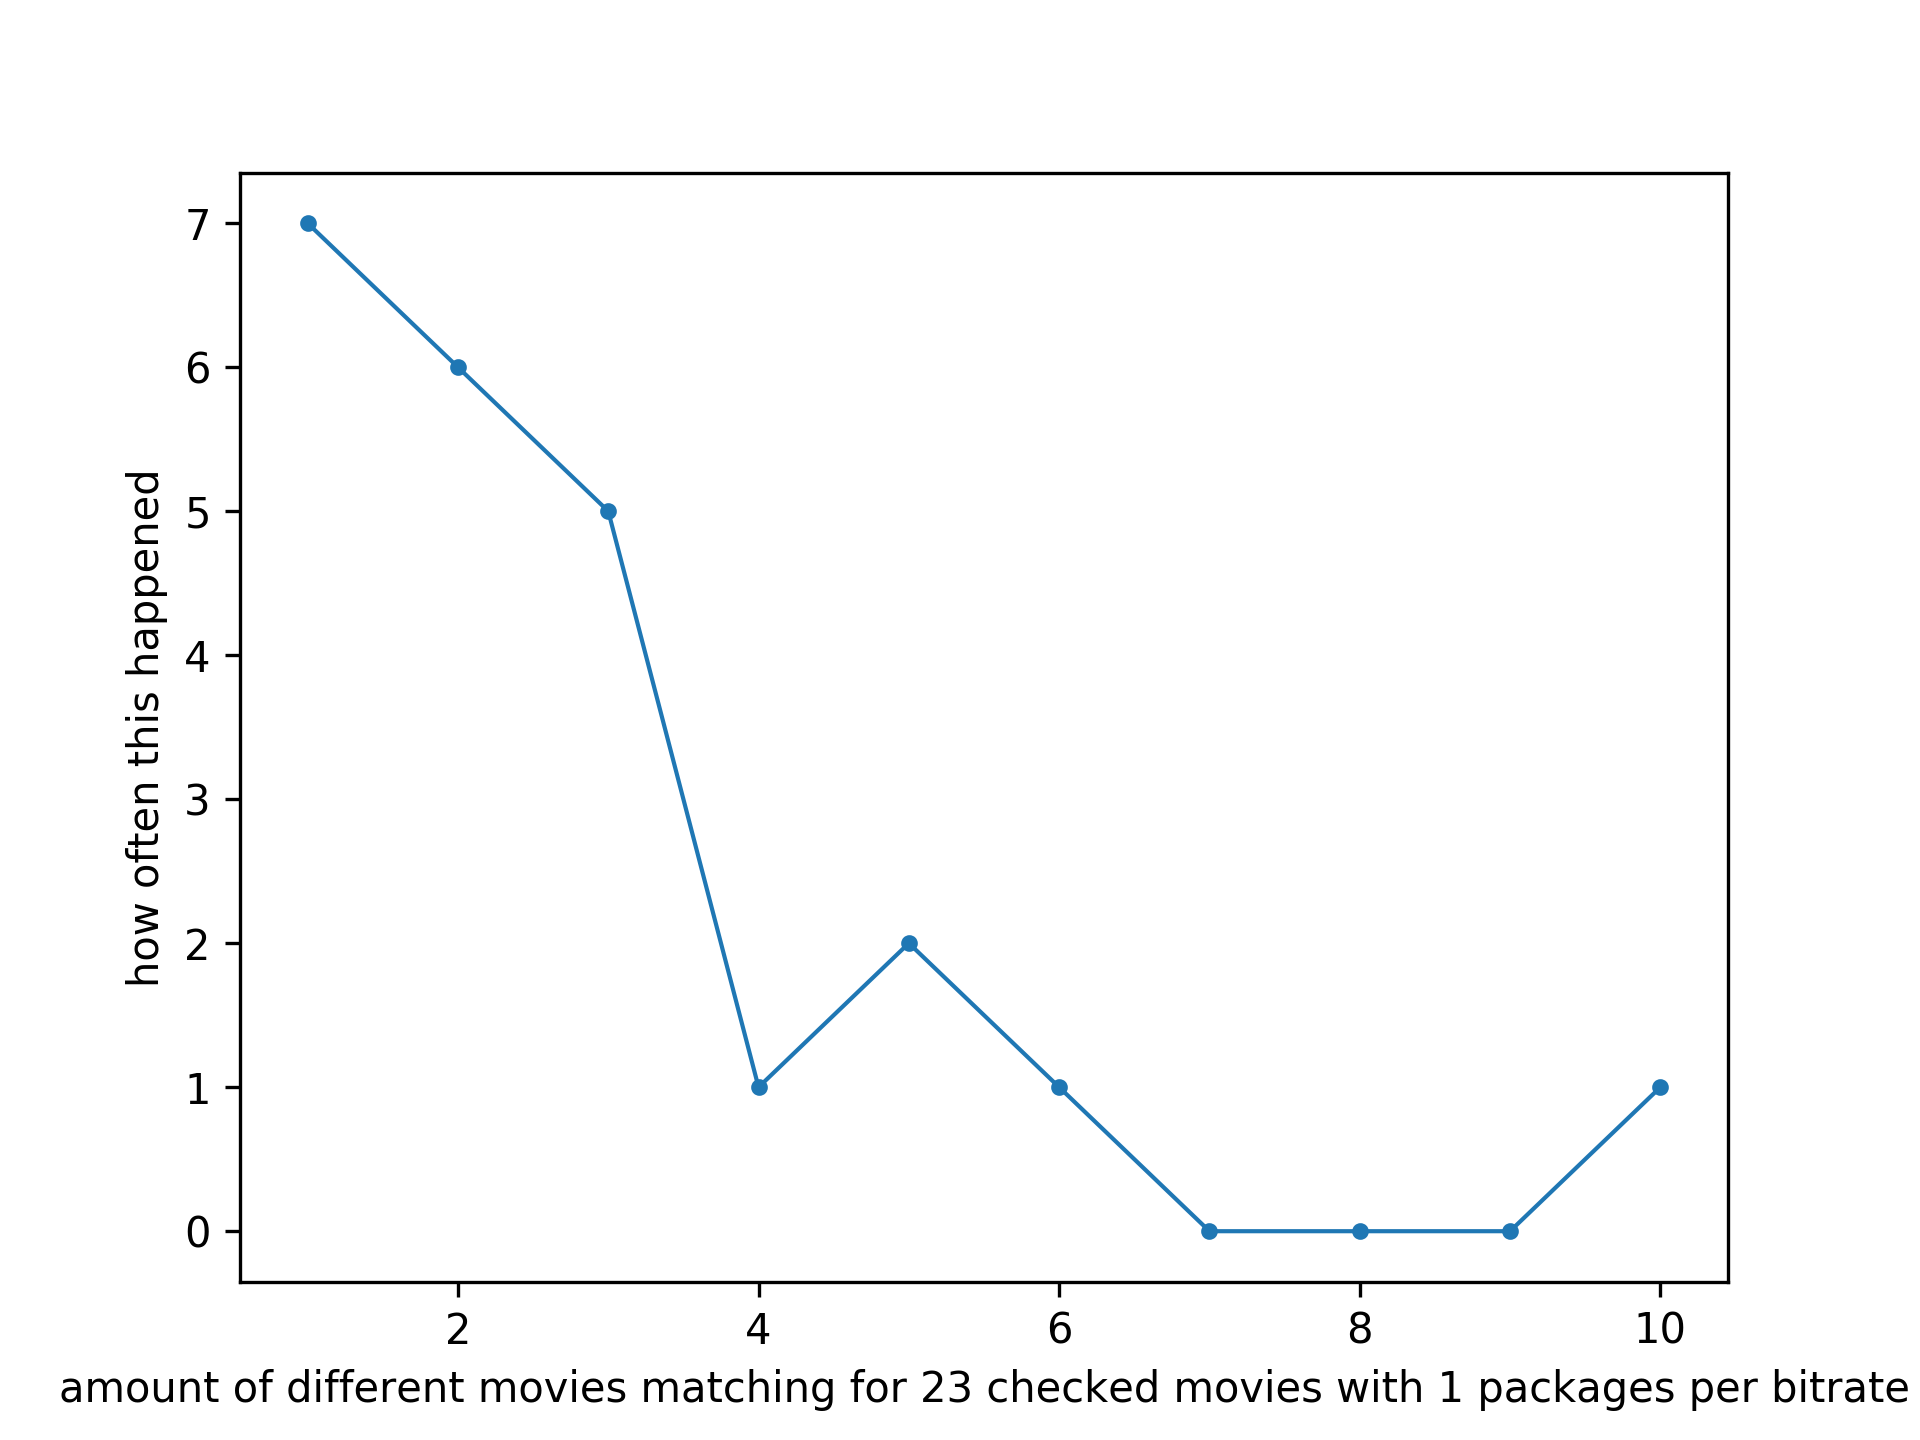 7
6
5
4
3
2
1
0
how often this happened
2 4 6 8 10
amount of different movies matching for 23 checked movies with 1 packages per bitrate